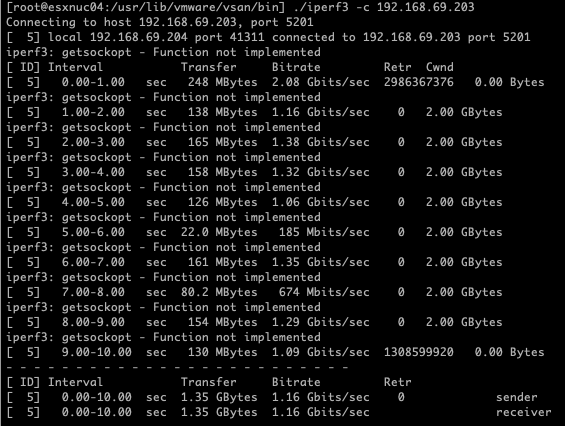 [root@esxnuc04:/usr/lib/vmware/vsan/bin] ./iperf3 -c 192.168.69.203
Connecting to host 192.168.69.203, port 5201
[  5] local 192.168.69.204 port 41311 connected to 192.168.69.203 port 5201
iperf3: getsockopt - Function not implemented
[ ID] Interval           Transfer     Bitrate         Retr  Cwnd
[  5]   0.00-1.00   sec   248 MBytes  2.08 Gbits/sec  2986367376   0.00 Bytes
iperf3: getsockopt - Function not implemented
[  5]   1.00-2.00   sec   138 MBytes  1.16 Gbits/sec    0   2.00 GBytes
iperf3: getsockopt - Function not implemented
[  5]   2.00-3.00   sec   165 MBytes  1.38 Gbits/sec    0   2.00 GBytes
iperf3: getsockopt - Function not implemented
[  5]   3.00-4.00   sec   158 MBytes  1.32 Gbits/sec    0   2.00 GBytes
iperf3: getsockopt - Function not implemented
[  5]   4.00-5.00   sec   126 MBytes  1.06 Gbits/sec    0   2.00 GBytes
iperf3: getsockopt - Function not implemented
[  5]   5.00-6.00   sec  22.0 MBytes   185 Mbits/sec    0   2.00 GBytes
iperf3: getsockopt - Function not implemented
[  5]   6.00-7.00   sec   161 MBytes  1.35 Gbits/sec    0   2.00 GBytes
iperf3: getsockopt - Function not implemented
[  5]   7.00-8.00   sec  80.2 MBytes   674 Mbits/sec    0   2.00 GBytes
iperf3: getsockopt - Function not implemented
[  5]   8.00-9.00   sec   154 MBytes  1.29 Gbits/sec    0   2.00 GBytes
iperf3: getsockopt - Function not implemented
[  5]   9.00-10.00  sec   130 MBytes  1.09 Gbits/sec  1308599920   0.00 Bytes
- - - - - - - - - - - - - - - - - - - - - - - - -
[ ID] Interval           Transfer     Bitrate         Retr
[  5]   0.00-10.00  sec  1.35 GBytes  1.16 Gbits/sec    0             sender
[  5]   0.00-10.00  sec  1.35 GBytes  1.16 Gbits/sec                  receiver